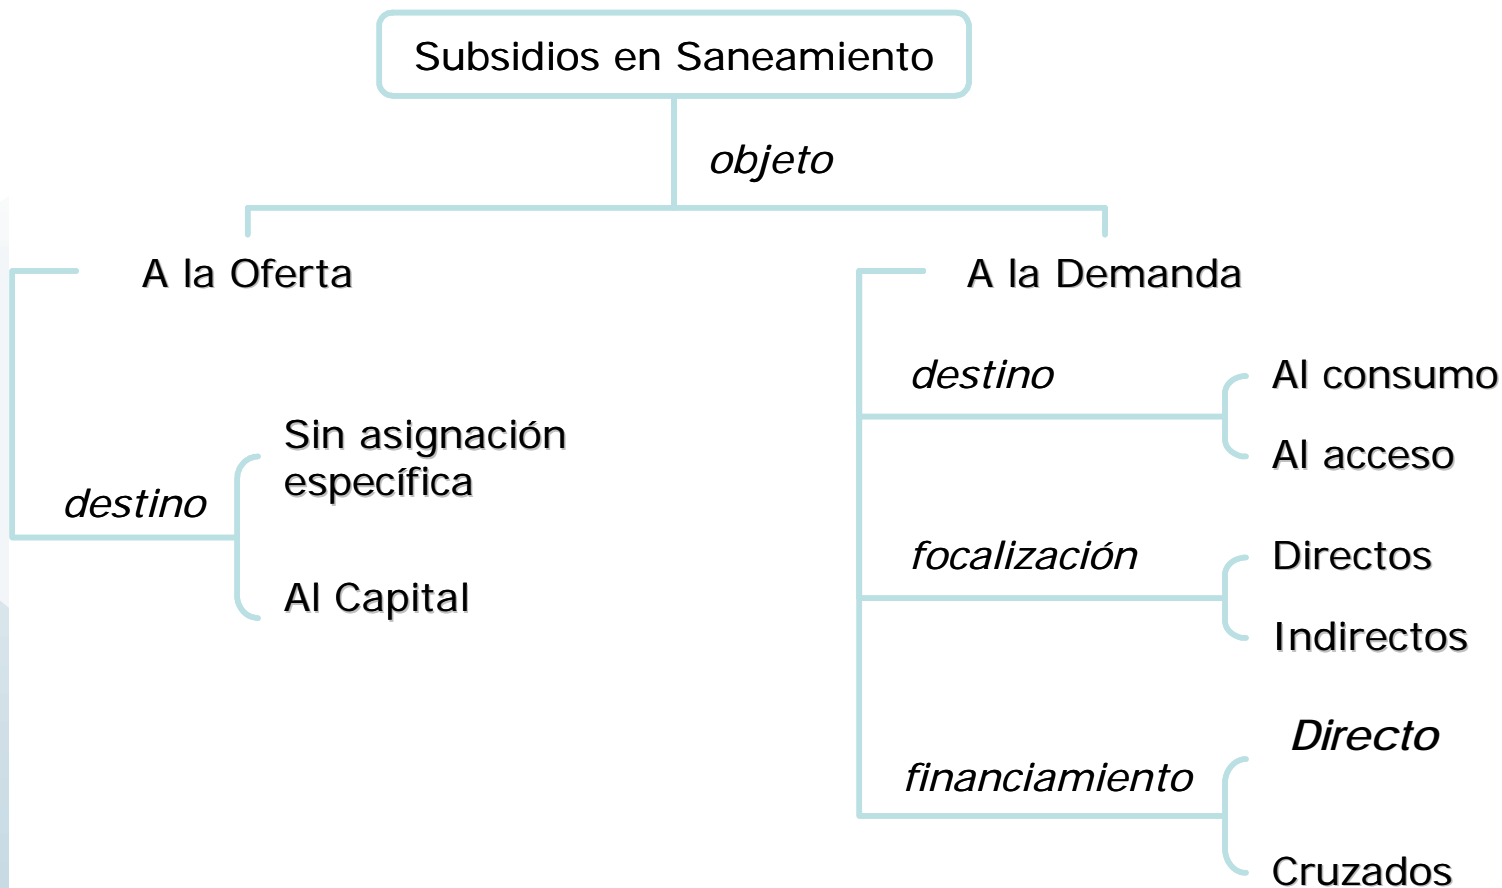 Subsidios en Saneamiento
objeto
A la Oferta
A la Demanda
destino
Sin asignación
específica
Al Capital
destino
Al consumo
Al acceso
focalización
Directos
Indirectos
financiamiento
Directo
Cruzados